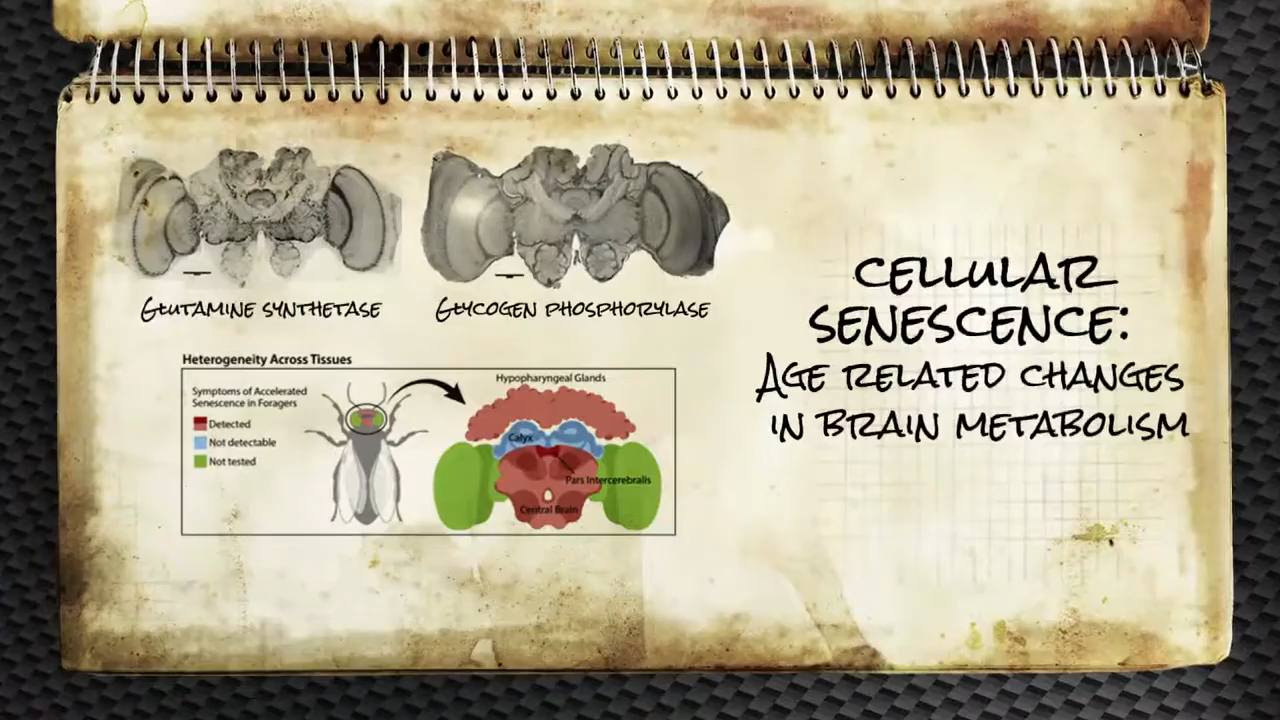 Glutamine synthetase
Glycogen phosphorylase
Cellular
Senescence:
Age related changes
in brain metabolism
Heterogeneity Across Tissues
Symptoms of Accelerated
Senescence in Foragers
Detected
Not detectable
Not tested
Hypopharyngeal Glands
Calyx
Pars Intercerebralis
Central Brain